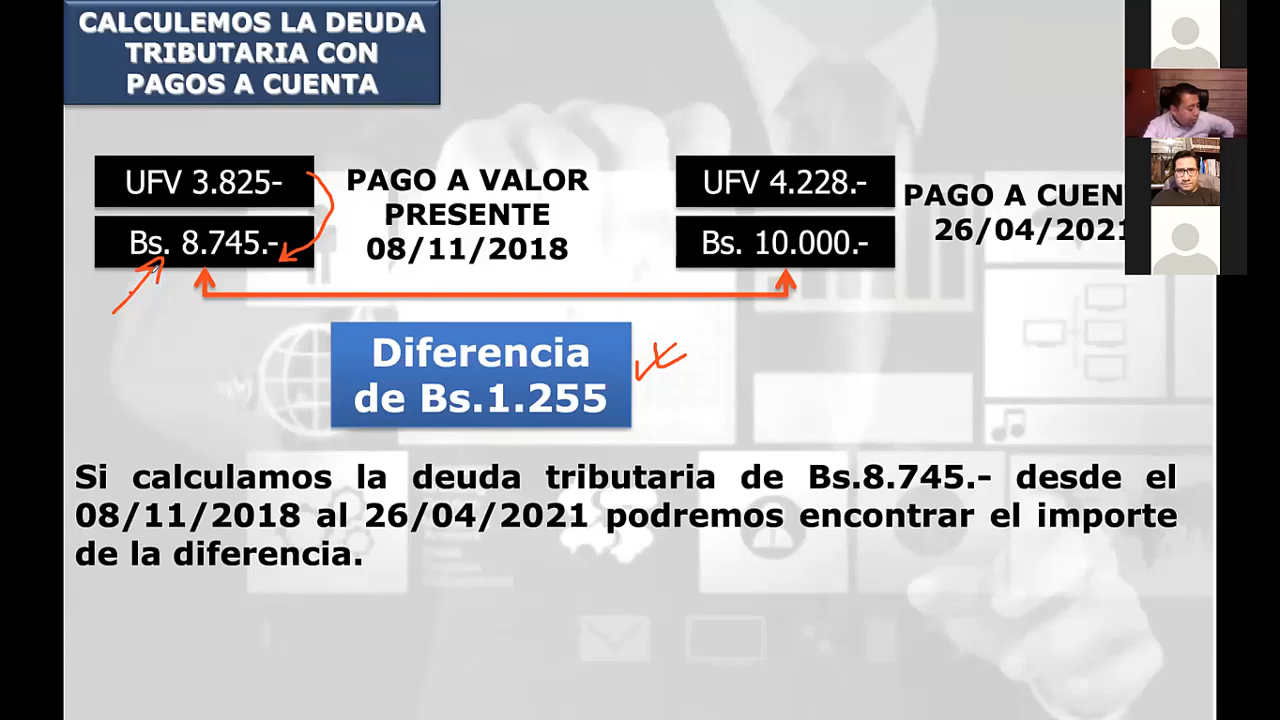 CALCULEMOS LA DEUDA
TRIBUTARIA CON
PAGOS A CUENTA
UFV 3.825-
Bs. 8.745.-
PAGO A VALOR
PRESENTE
08/11/2018
UFV 4.228.-
Bs. 10.000.-
PAGO A CUEN
26/04/2021
Diferencia
de Bs.1.255
Si calculamos la deuda tributaria de Bs.8.745.- desde el
08/11/2018 al 26/04/2021 podremos encontrar el importe
de la diferencia.